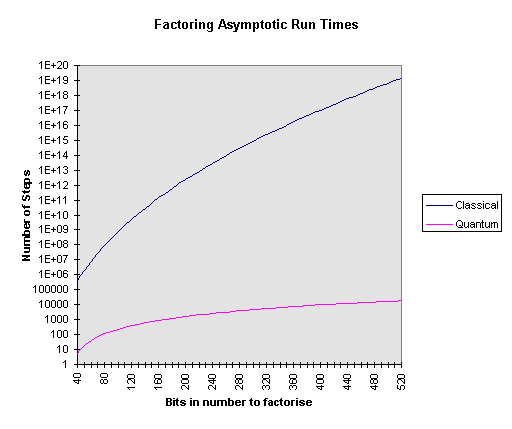 Factoring Asymptotic Run Times
1E+20
1E+19
1E+18
1E+17
1E+16
1E+15
1E+14
1E+13
1E+12
1E+11
1E+10
1E+09
1E+08
1E+07
1E+06
100000
10000
1000
100
10
1
Number of Steps
40
80
120
160
200
240
280
320
360
400
440
480
520
Bits in number to factorise
Classical
Quantum